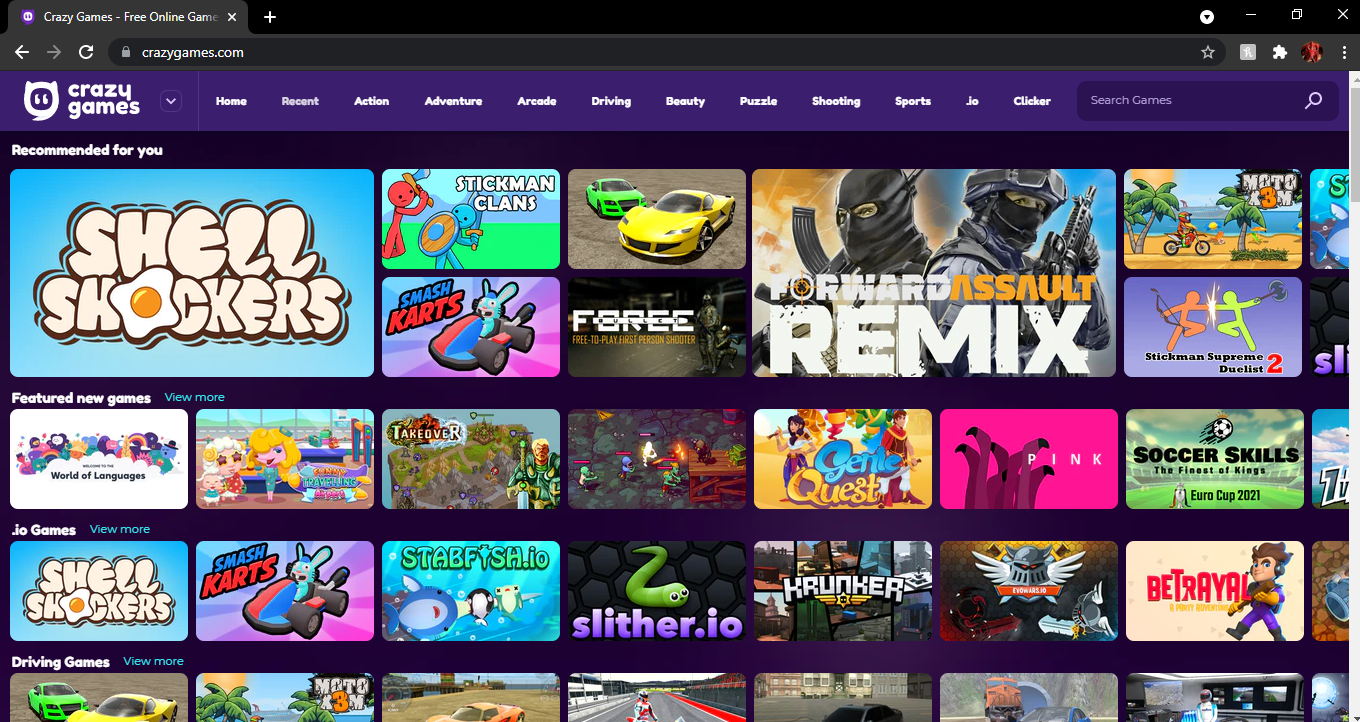 Crazy Games - Free Online Game
crazygames.com
crazy
games
Home
Recent
Action
Adventure
Arcade
Driving
Beauty
Puzzle
Shooting
Sports
.io
Clicker
Search Games
Recommended for you
SHELL
SHOCKERS
STICKMAN
CLANS
SMASH
KARTS
FORCE
FREE-TO-PLAY FIRST PERSON SHOOTER
FORWARD ASSAULT
REMIX
MOTO
X3M
Stickman Supreme
Duelist 2
Featured new games
View more
WELCOME TO THE
World of Languages
TRAVELLING
TAKEOVER
Genie
Quest
PINK
SOCCER SKILLS
The Finest of Kings
Euro Cup 2021
.io Games
View more
SHELL
SHOCKERS
SMASH
KARTS
STABFISH.iO
slither.io
KRUNKER
EVOWARS.IO
BETRAYAL
Driving Games
View more
MOTO
X3M